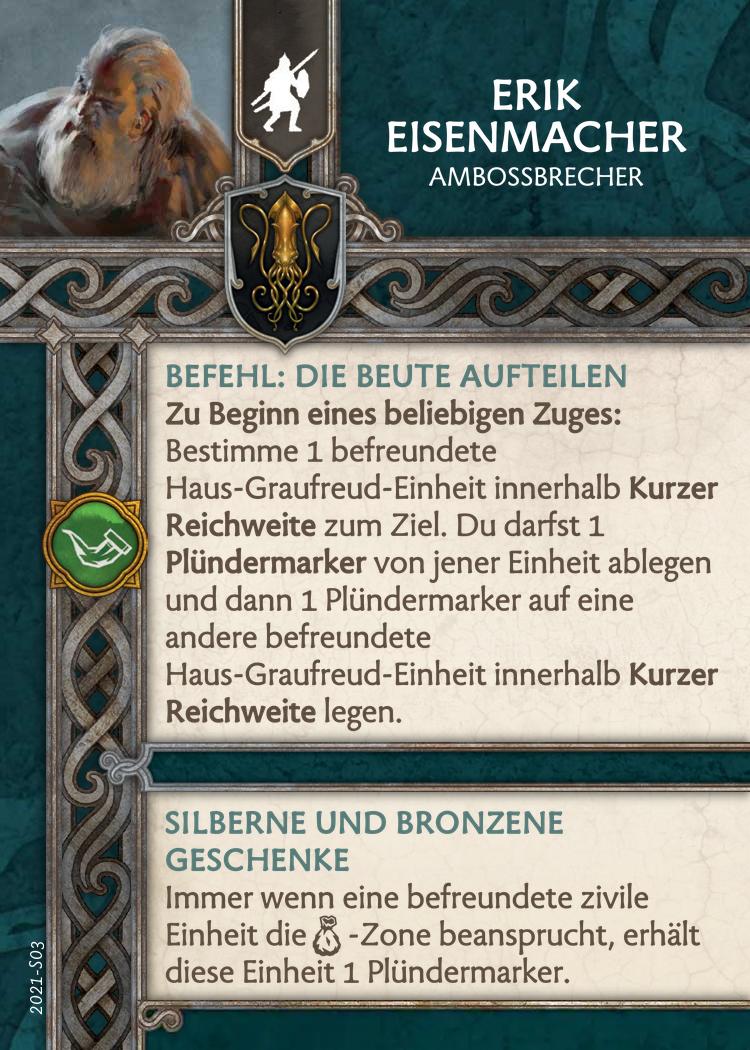 ERIK
EISENMACHER
AMBOSSBRECHER
BEFEHL: DIE BEUTE AUFTEILEN
Zu Beginn eines beliebigen Zuges:
Bestimme 1 befreundete
Haus-Graufreud-Einheit innerhalb Kurzer
Reichweite zum Ziel. Du darfst 1
Plündermarker von jener Einheit ablegen
und dann 1 Plündermarker auf eine
andere befreundete
Haus-Graufreud-Einheit innerhalb Kurzer
Reichweite legen.
SILBERNE UND BRONZENE
GESCHENKE
Immer wenn eine befreundete zivile
Einheit die -Zone beansprucht, erhält
diese Einheit 1 Plündermarker.
2021-S03